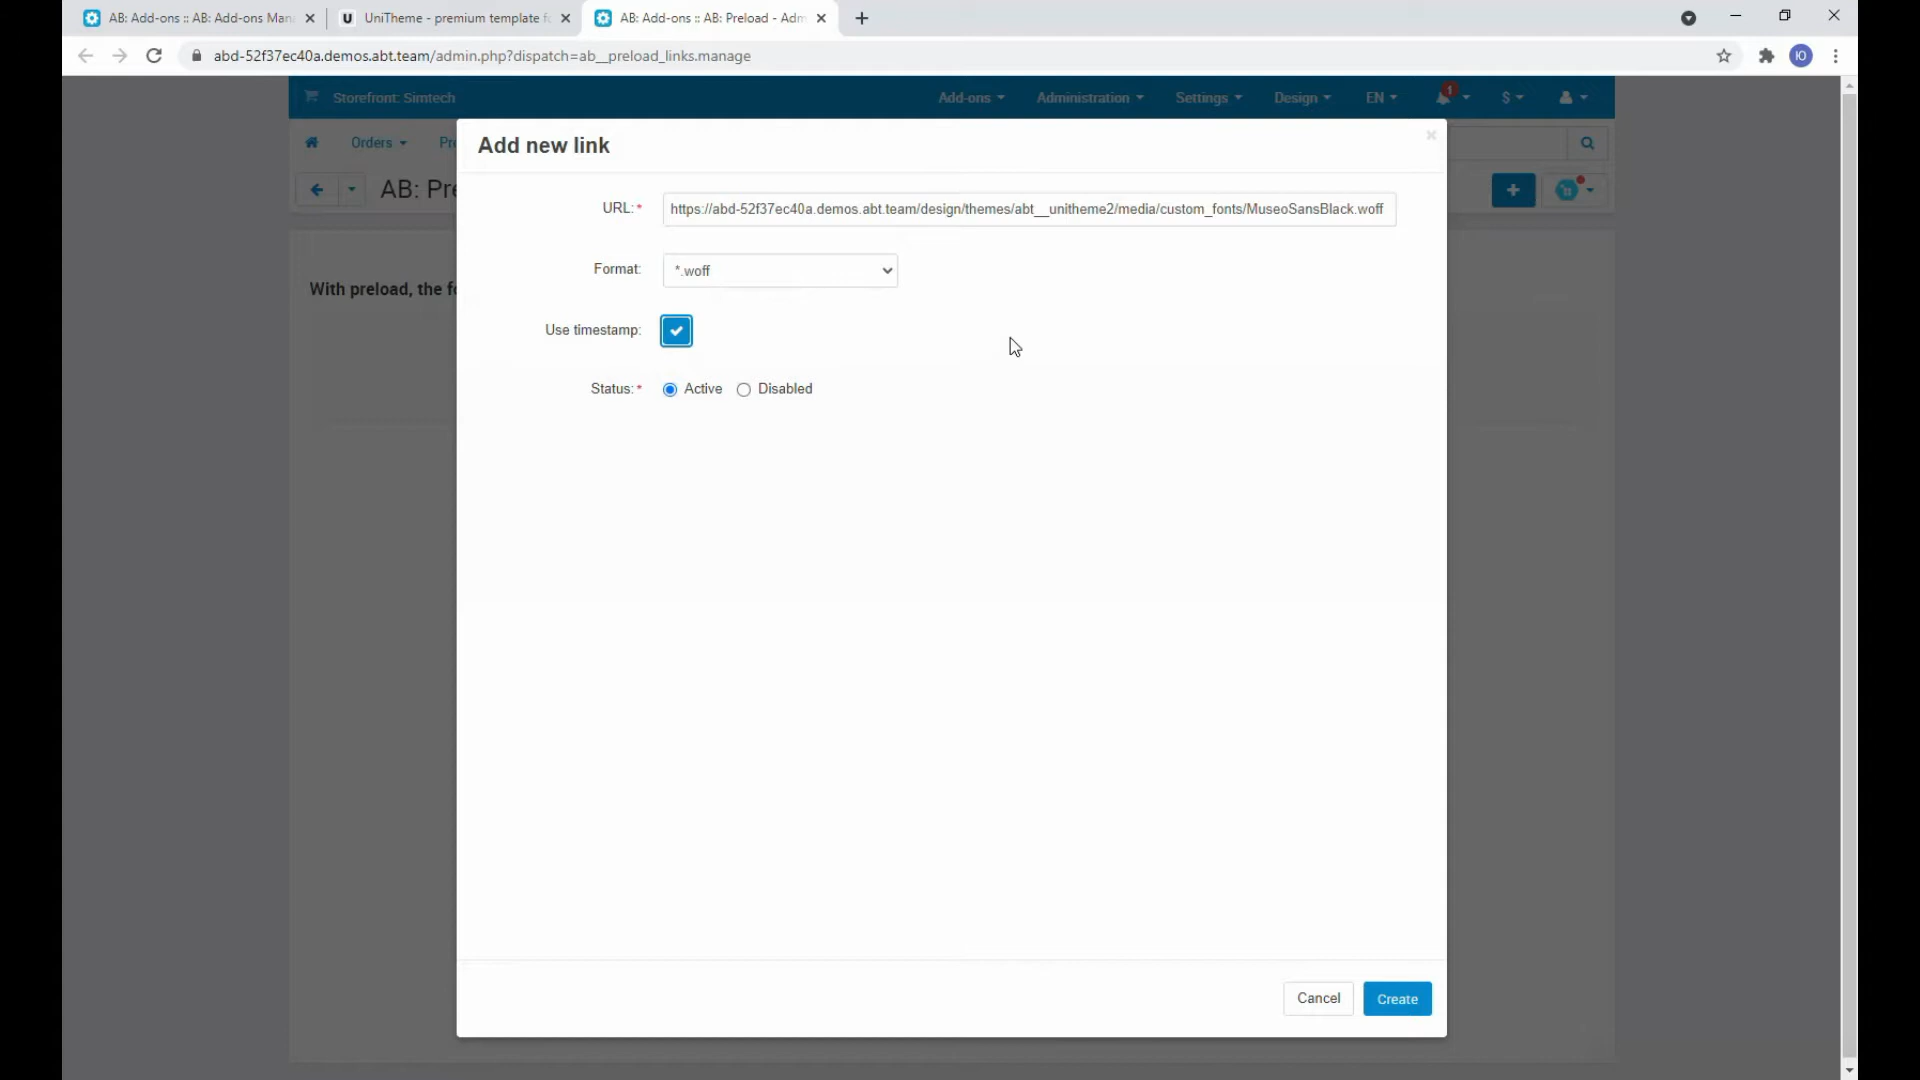 AB: Add-ons :: AB: Add-ons Man
UniTheme - premium template f
AB: Add-ons :: AB: Preload - Adm
abd-52f37ec40a.demos.abt.team/admin.php?dispatch=ab__preload_links.manage
Ю
Storefront: Simtech
Add-ons
Administration
Settings
Design
EN
1
$
Orders
Pr
AB: Pre
Add new link
With preload, the fo
URL:*
https://abd-52f37ec40a.demos.abt.team/design/themes/abt__unitheme2/media/custom_fonts/MuseoSansBlack.woff
Format:
*.woff
Use timestamp:
Status:*
Active
Disabled
Cancel
Create